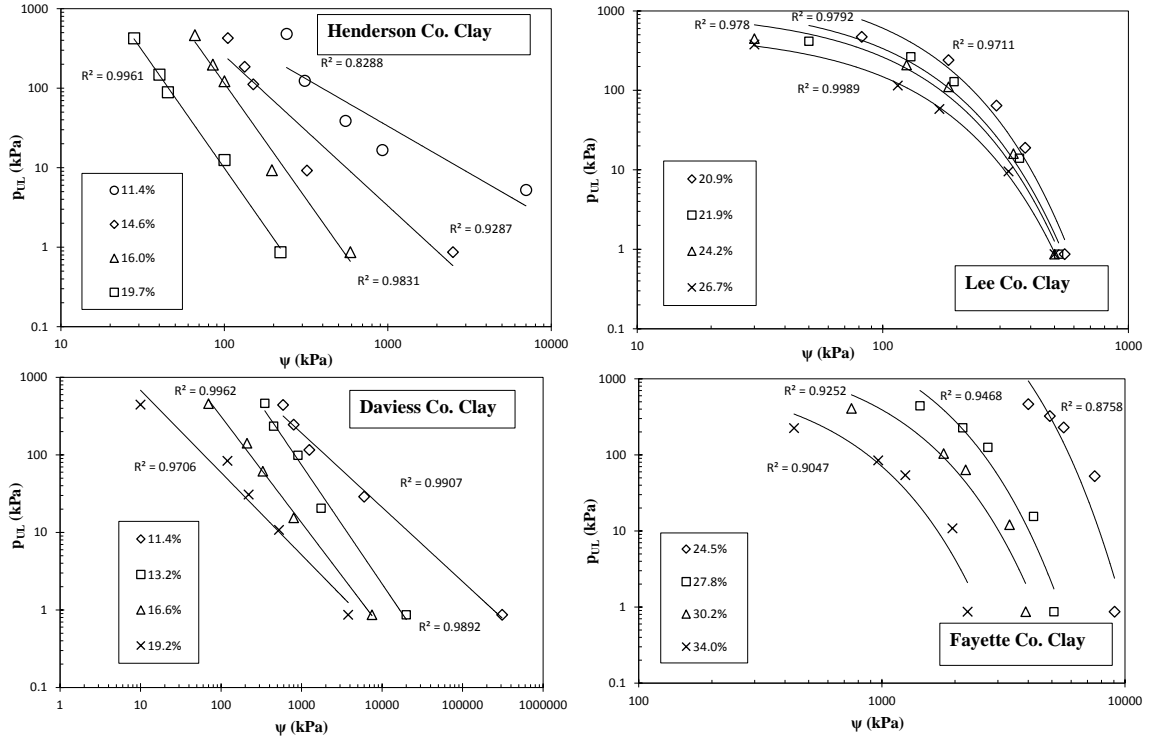 Henderson Co. Clay
R² = 0.8288
R² = 0.9961
R² = 0.9287
R² = 0.9831
11.4%
14.6%
16.0%
19.7%
1000
100
10
1
0.1
10
100
1000
10000
pUL (kPa)
ψ (kPa)
R² = 0.9792
R² = 0.978
R² = 0.9711
R² = 0.9989
20.9%
21.9%
24.2%
26.7%
Lee Co. Clay
1000
100
10
1
0.1
10
100
1000
pUL (kPa)
ψ (kPa)
Daviess Co. Clay
R² = 0.9962
R² = 0.9706
R² = 0.9907
R² = 0.9892
11.4%
13.2%
16.6%
19.2%
1000
100
10
1
0.1
1
10
100
1000
10000
100000
1000000
pUL (kPa)
ψ (kPa)
R² = 0.9252
R² = 0.9468
R² = 0.8758
R² = 0.9047
24.5%
27.8%
30.2%
34.0%
Fayette Co. Clay
1000
100
10
1
0.1
100
1000
10000
pUL (kPa)
ψ (kPa)